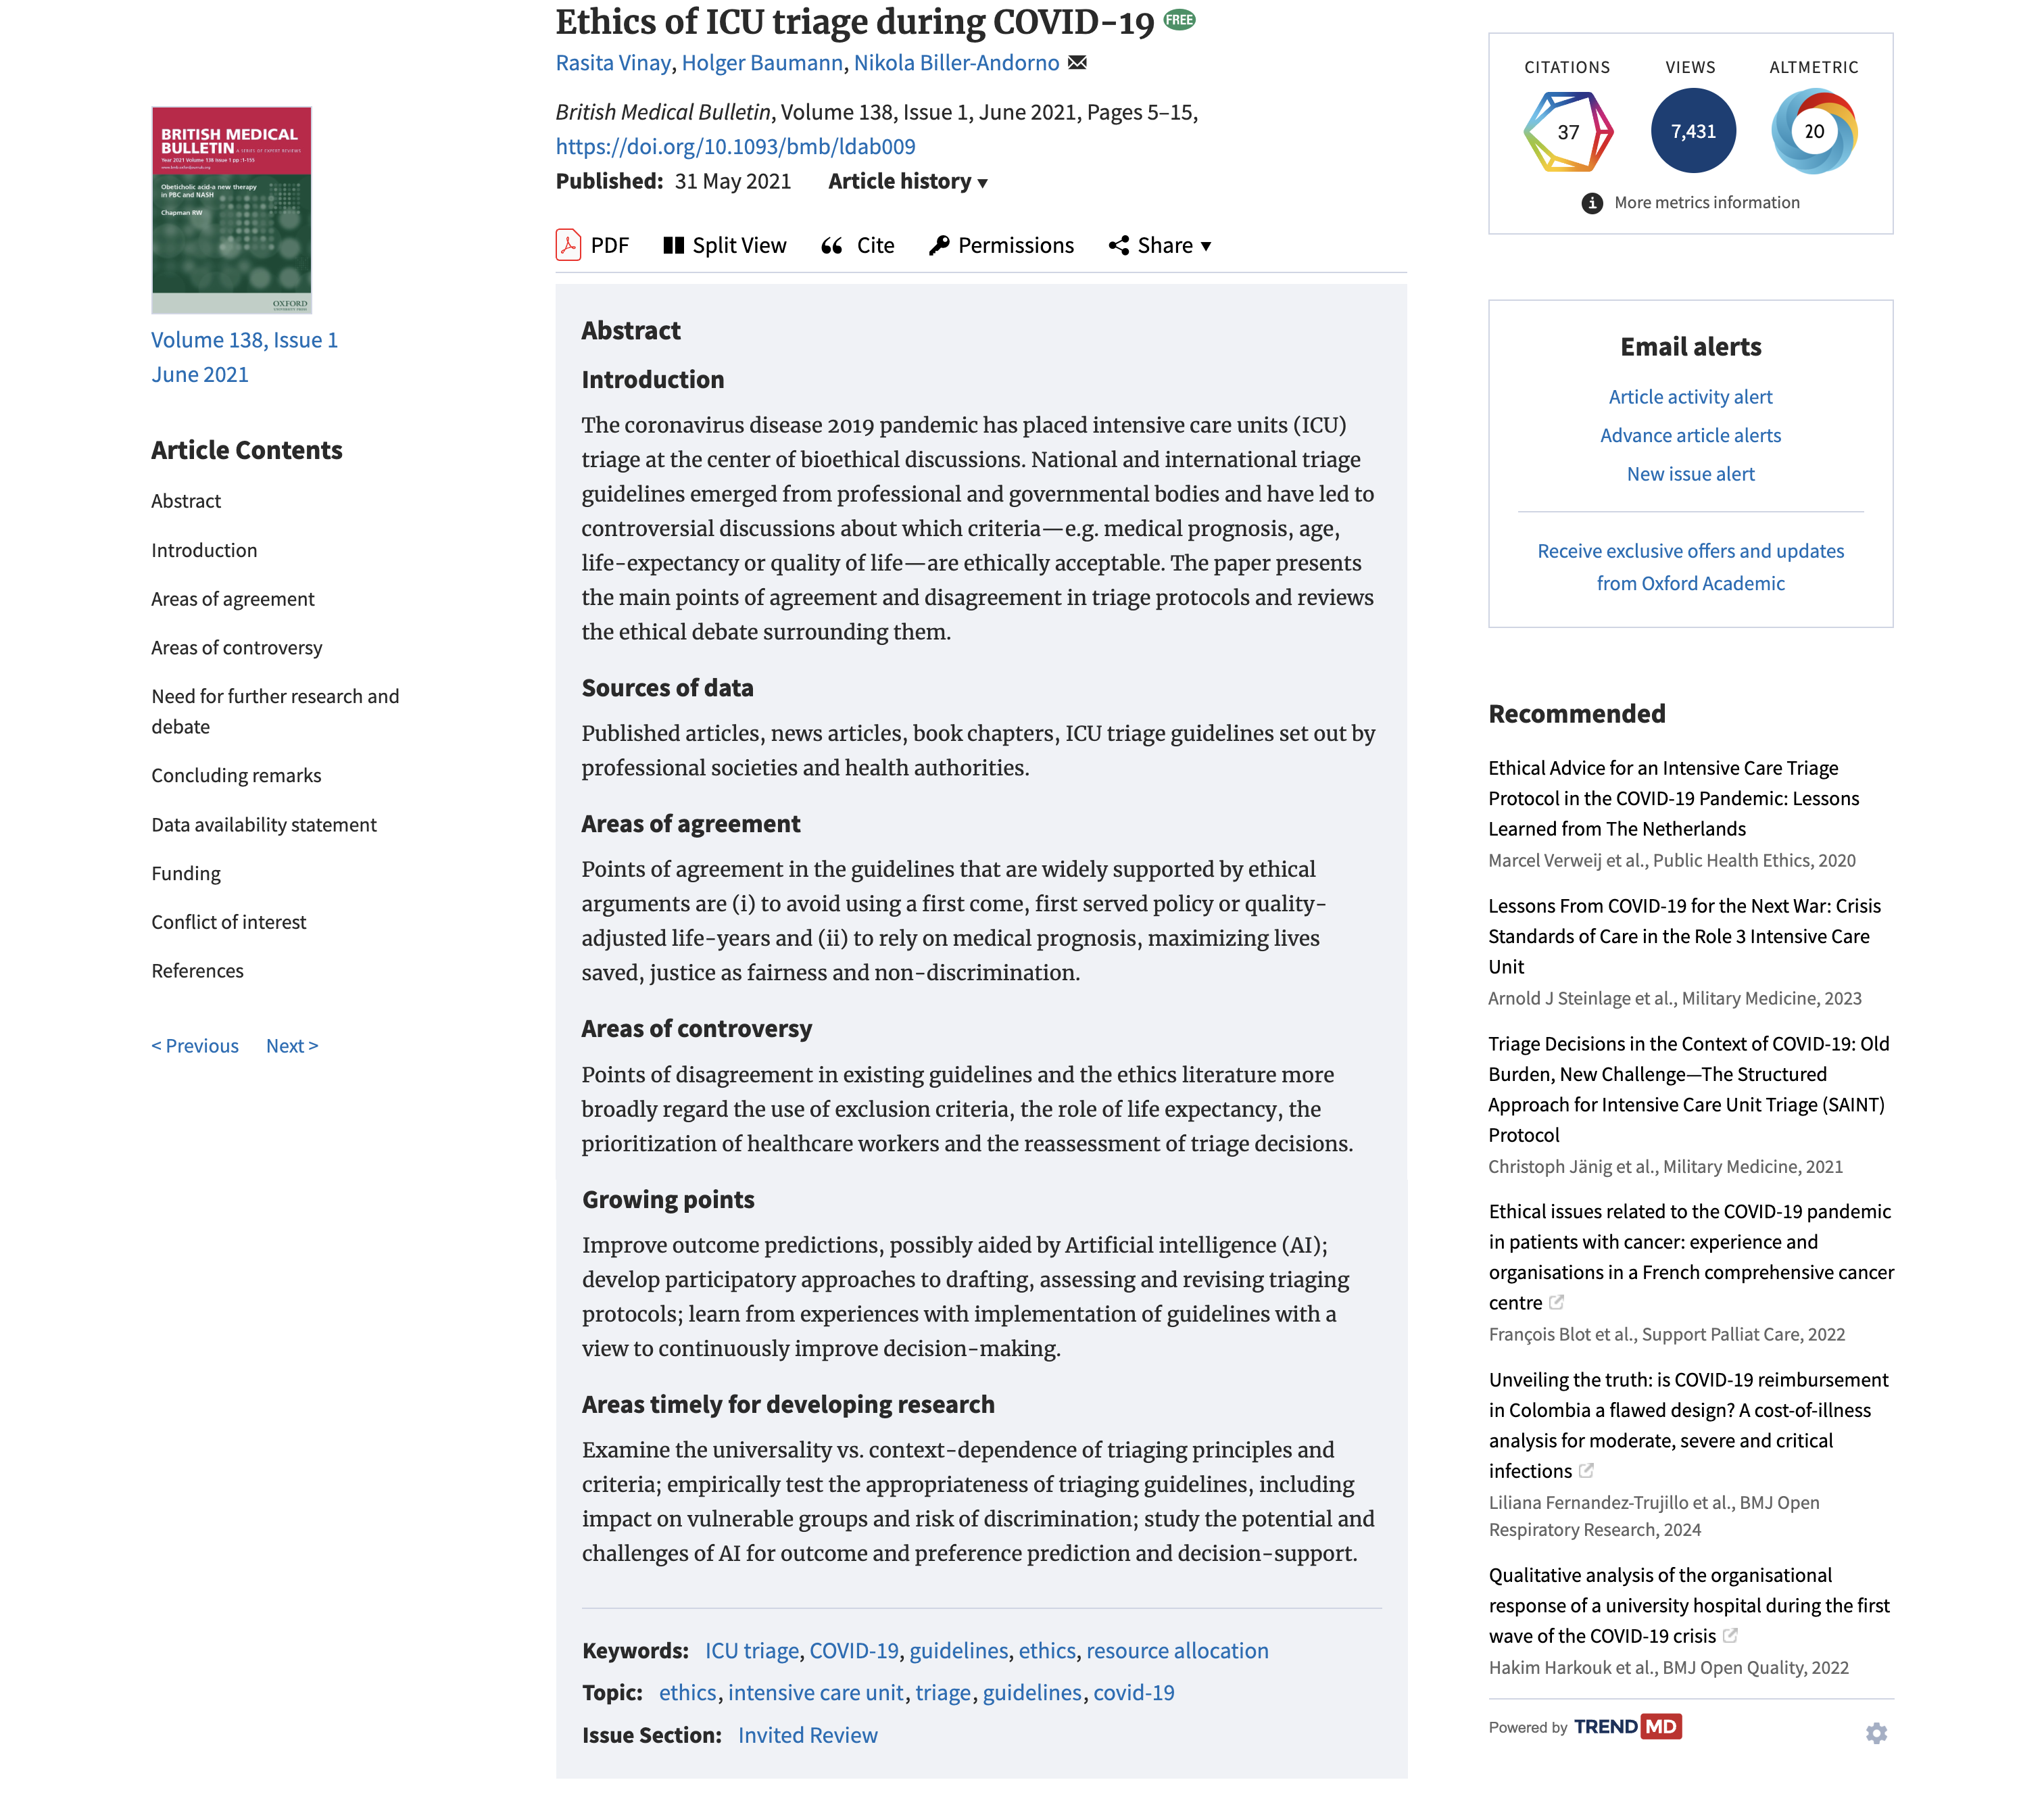 Ethics of ICU triage during COVID-19 FREE
Rasita Vinay, Holger Baumann, Nikola Biller-Andorno
British Medical Bulletin, Volume 138, Issue 1, June 2021, Pages 5–15,
https://doi.org/10.1093/bmb/ldab009
Published: 31 May 2021 Article history
PDF Split View Cite Permissions Share
BRITISH MEDICAL
BULLETIN A SERIES OF EXPERT REVIEWS
Year 2021 Volume 138 Issue 1 pp :1-155
Obeticholic acid-a new therapy
in PBC and NASH
Chapman RW
OXFORD
Volume 138, Issue 1
June 2021
Article Contents
Abstract
Introduction
Areas of agreement
Areas of controversy
Need for further research and
debate
Concluding remarks
Data availability statement
Funding
Conflict of interest
References
< Previous Next >
Abstract
Introduction
The coronavirus disease 2019 pandemic has placed intensive care units (ICU)
triage at the center of bioethical discussions. National and international triage
guidelines emerged from professional and governmental bodies and have led to
controversial discussions about which criteria—e.g. medical prognosis, age,
life-expectancy or quality of life—are ethically acceptable. The paper presents
the main points of agreement and disagreement in triage protocols and reviews
the ethical debate surrounding them.
Sources of data
Published articles, news articles, book chapters, ICU triage guidelines set out by
professional societies and health authorities.
Areas of agreement
Points of agreement in the guidelines that are widely supported by ethical
arguments are (i) to avoid using a first come, first served policy or quality-
adjusted life-years and (ii) to rely on medical prognosis, maximizing lives
saved, justice as fairness and non-discrimination.
Areas of controversy
Points of disagreement in existing guidelines and the ethics literature more
broadly regard the use of exclusion criteria, the role of life expectancy, the
prioritization of healthcare workers and the reassessment of triage decisions.
Growing points
Improve outcome predictions, possibly aided by Artificial intelligence (AI);
develop participatory approaches to drafting, assessing and revising triaging
protocols; learn from experiences with implementation of guidelines with a
view to continuously improve decision-making.
Areas timely for developing research
Examine the universality vs. context-dependence of triaging principles and
criteria; empirically test the appropriateness of triaging guidelines, including
impact on vulnerable groups and risk of discrimination; study the potential and
challenges of AI for outcome and preference prediction and decision-support.
Keywords: ICU triage, COVID-19, guidelines, ethics, resource allocation
Topic: ethics, intensive care unit, triage, guidelines, covid-19
Issue Section: Invited Review
CITATIONS VIEWS ALTMETRIC
37 7,431 20
More metrics information
Email alerts
Article activity alert
Advance article alerts
New issue alert
Receive exclusive offers and updates
from Oxford Academic
Recommended
Ethical Advice for an Intensive Care Triage
Protocol in the COVID-19 Pandemic: Lessons
Learned from The Netherlands
Marcel Verweij et al., Public Health Ethics, 2020
Lessons From COVID-19 for the Next War: Crisis
Standards of Care in the Role 3 Intensive Care
Unit
Arnold J Steinlage et al., Military Medicine, 2023
Triage Decisions in the Context of COVID-19: Old
Burden, New Challenge—The Structured
Approach for Intensive Care Unit Triage (SAINT)
Protocol
Christoph Jänig et al., Military Medicine, 2021
Ethical issues related to the COVID-19 pandemic
in patients with cancer: experience and
organisations in a French comprehensive cancer
centre
François Blot et al., Support Palliat Care, 2022
Unveiling the truth: is COVID-19 reimbursement
in Colombia a flawed design? A cost-of-illness
analysis for moderate, severe and critical
infections
Liliana Fernandez-Trujillo et al., BMJ Open
Respiratory Research, 2024
Qualitative analysis of the organisational
response of a university hospital during the first
wave of the COVID-19 crisis
Hakim Harkouk et al., BMJ Open Quality, 2022
Powered by TREND MD